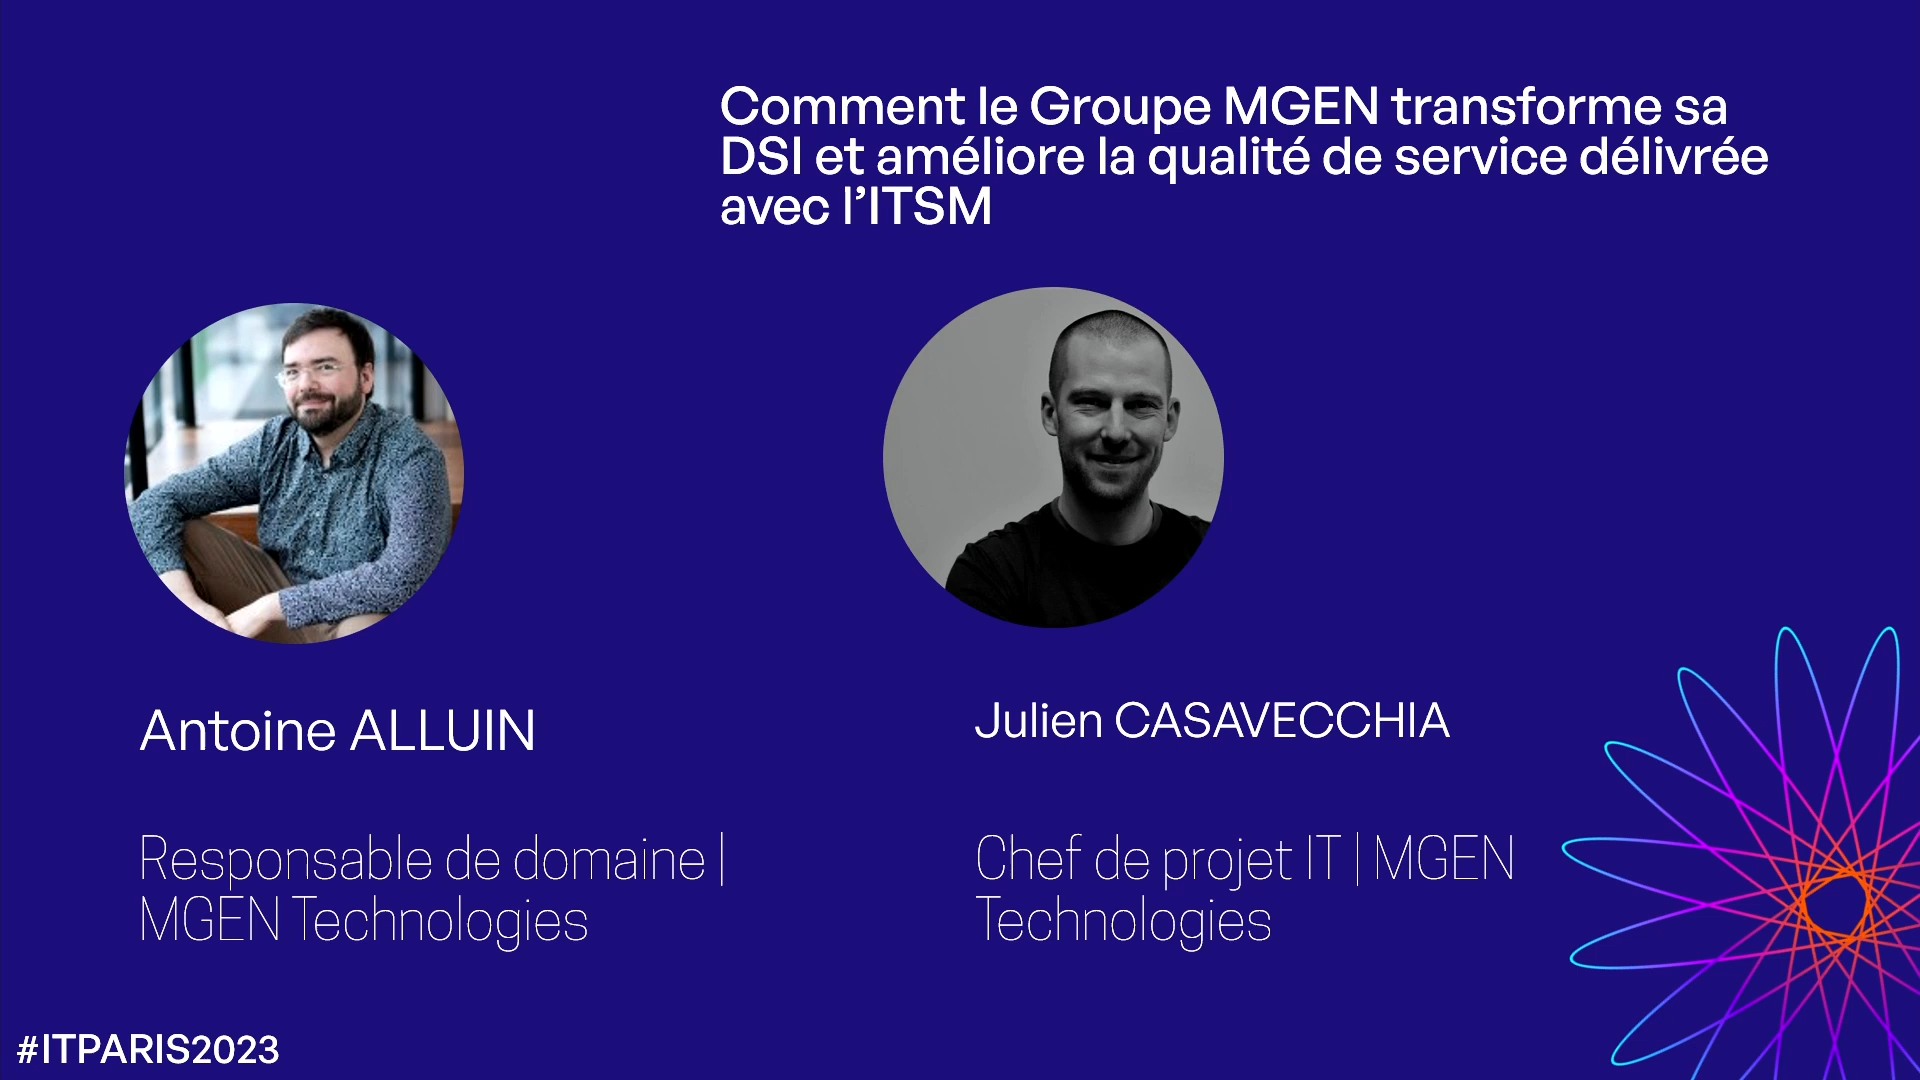 Comment le Groupe MGEN transforme sa
DSI et améliore la qualité de service délivrée
avec l’ITSM
Antoine ALLUIN
Responsable de domaine |
MGEN Technologies
Julien CASAVECCHIA
Chef de projet IT | MGEN
Technologies
#ITPARIS2023